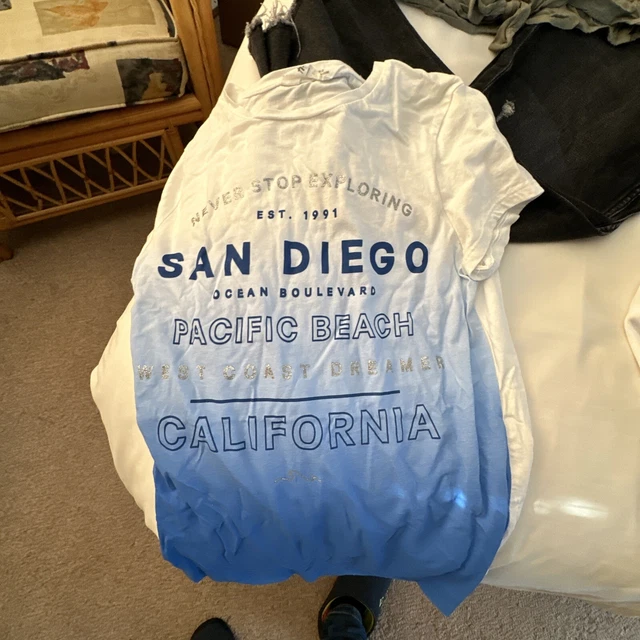 NEVER STOP EXPLORING
EST. 1991
SAN DIEGO
OCEAN BOULEVARD
PACIFIC BEACH
WEST COAST DREAMER
CALIFORNIA